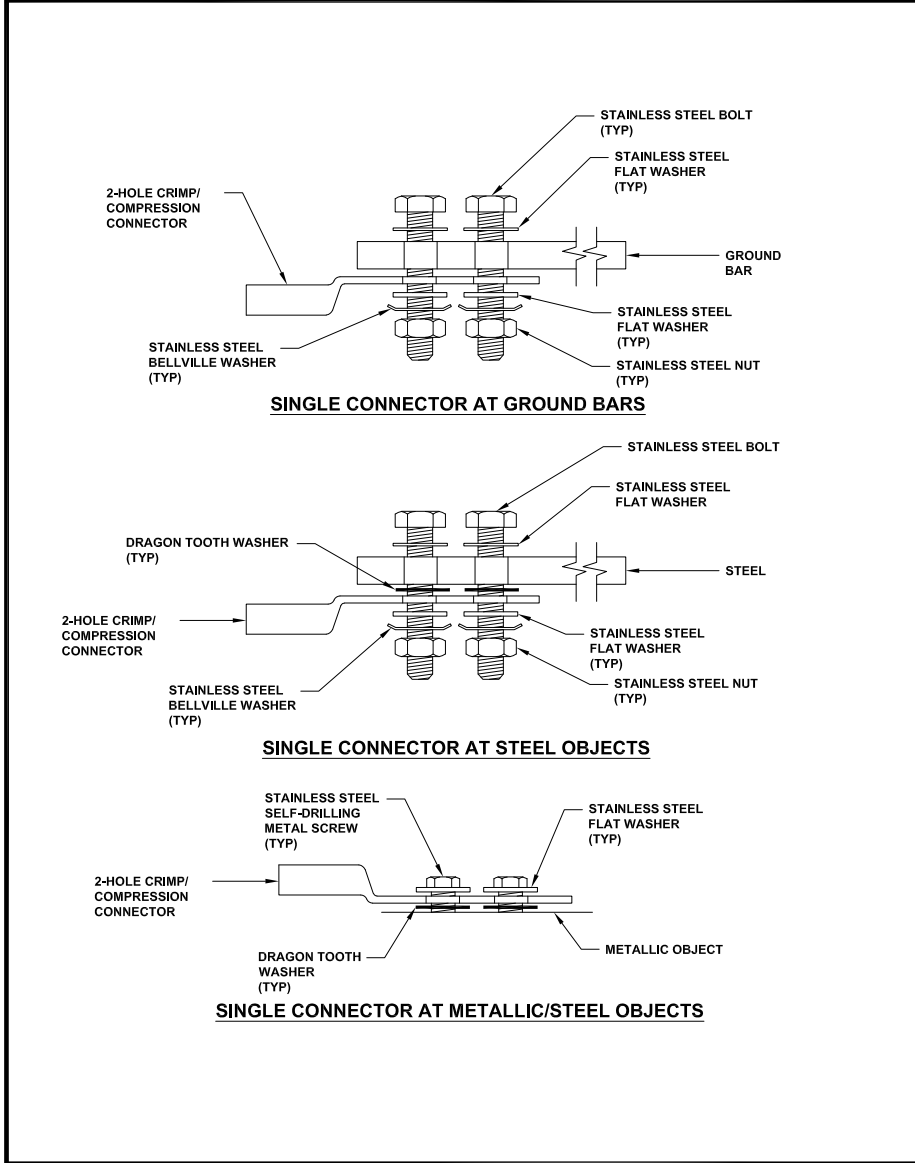 STAINLESS STEEL BOLT
(TYP)
STAINLESS STEEL
FLAT WASHER
(TYP)
2-HOLE CRIMP/
COMPRESSION
CONNECTOR
GROUND
BAR
STAINLESS STEEL
FLAT WASHER
(TYP)
STAINLESS STEEL
BELLVILLE WASHER
(TYP)
STAINLESS STEEL NUT
(TYP)
SINGLE CONNECTOR AT GROUND BARS
STAINLESS STEEL BOLT
STAINLESS STEEL
FLAT WASHER
DRAGON TOOTH WASHER
(TYP)
STEEL
2-HOLE CRIMP/
COMPRESSION
CONNECTOR
STAINLESS STEEL
FLAT WASHER
(TYP)
STAINLESS STEEL
BELLVILLE WASHER
(TYP)
STAINLESS STEEL NUT
(TYP)
SINGLE CONNECTOR AT STEEL OBJECTS
STAINLESS STEEL
SELF-DRILLING
METAL SCREW
(TYP)
STAINLESS STEEL
FLAT WASHER
(TYP)
2-HOLE CRIMP/
COMPRESSION
CONNECTOR
DRAGON TOOTH
WASHER
(TYP)
METALLIC OBJECT
SINGLE CONNECTOR AT METALLIC/STEEL OBJECTS